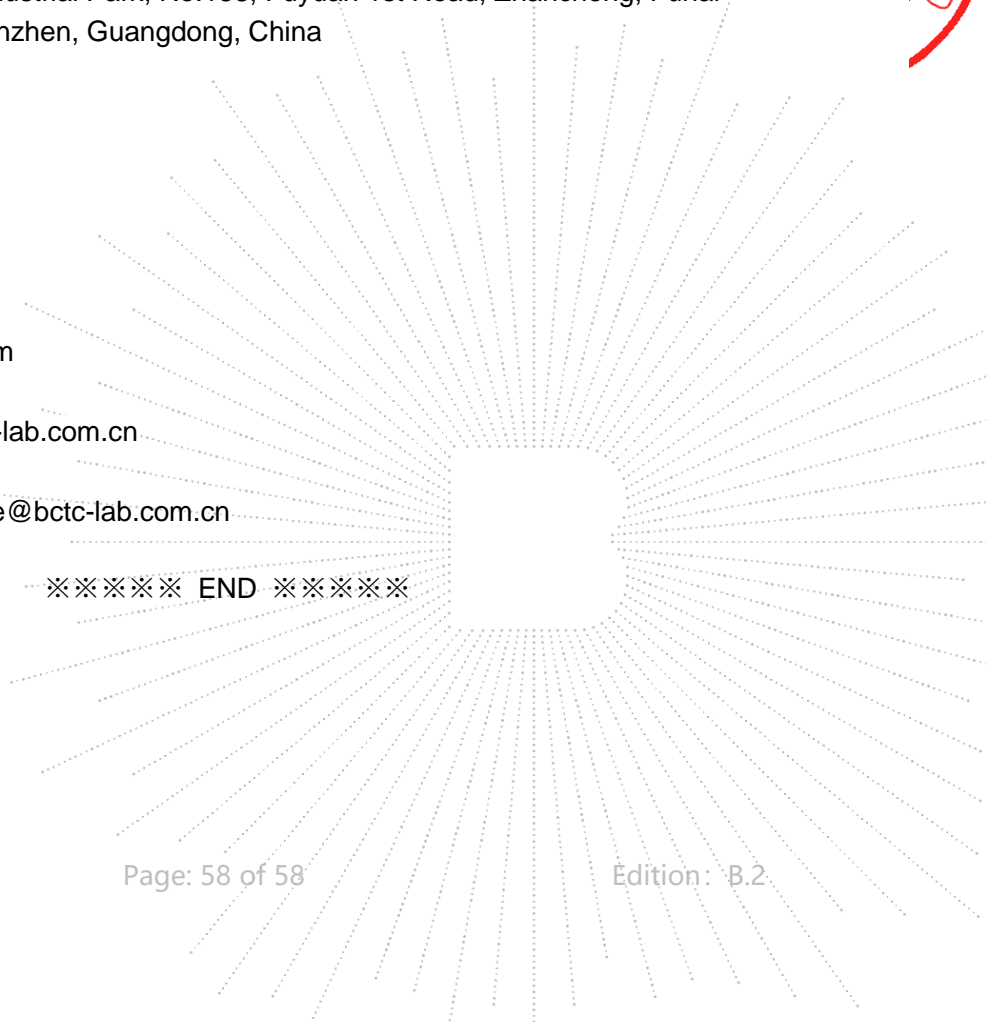 nzhen, Guangdong, China
m
-lab.com.cn
e@bctc-lab.com.cn
※※※※※ END ※※※※※
Page: 58 of 58 Edition: B.2